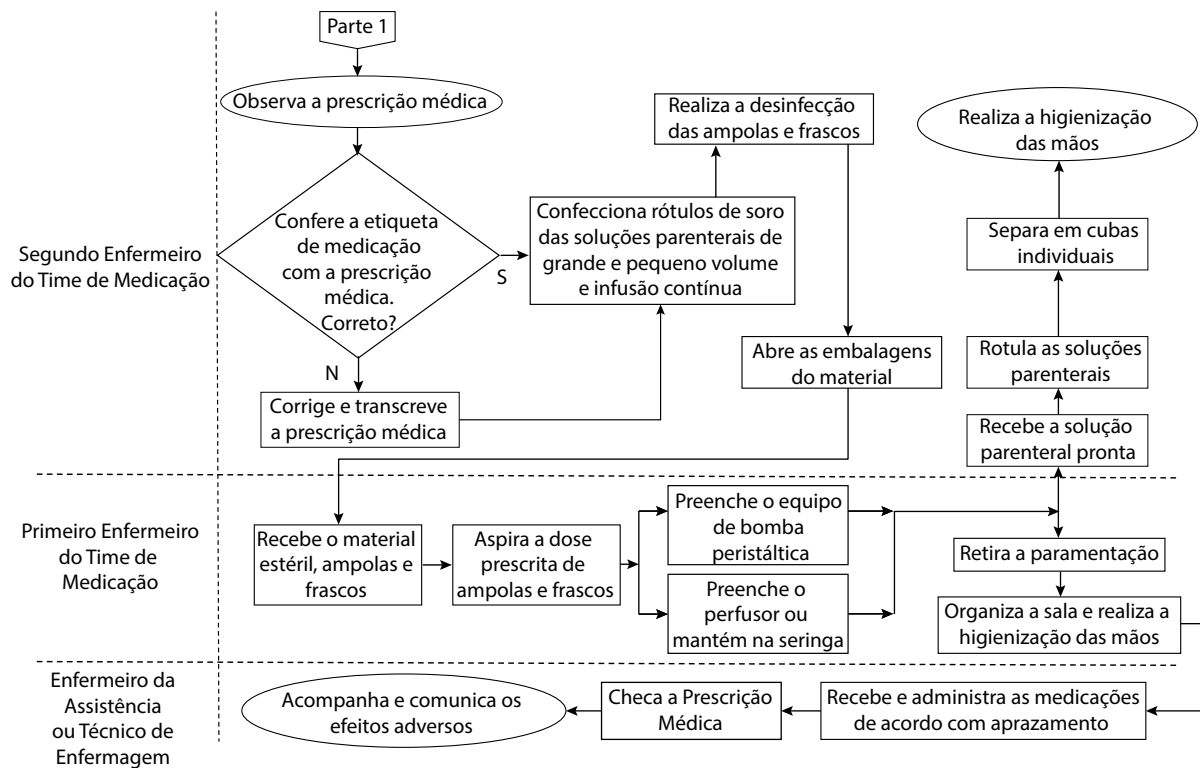 Parte 1
Observa a prescrição médica
Confere a etiqueta
de medicação
com a prescrição
médica.
Correto?
S
N
Corrige e transcreve
a prescrição médica
Confecciona rótulos de soro
das soluções parenterais de
grande e pequeno volume
e infusão contínua
Realiza a desinfecção
das ampolas e frascos
Abre as embalagens
do material
Realiza a higienização
das mãos
Separa em cubas
individuais
Rotula as soluções
parenterais
Recebe a solução
parenteral pronta
Segundo Enfermeiro
do Time de Medicação
Primeiro Enfermeiro
do Time de
Medicação
Recebe o material
estéril, ampolas e
frascos
Aspira a dose
prescrita de
ampolas e frascos
Preenche o equipo
de bomba
peristáltica
Preenche o
perfusor ou
mantém na seringa
Retira a paramentação
Organiza a sala e realiza a
higienização das mãos
Enfermeiro da
Assistência
ou Técnico de
Enfermagem
Acompanha e comunica os
efeitos adversos
Checa a Prescrição
Médica
Recebe e administra as medicações
de acordo com aprazamento